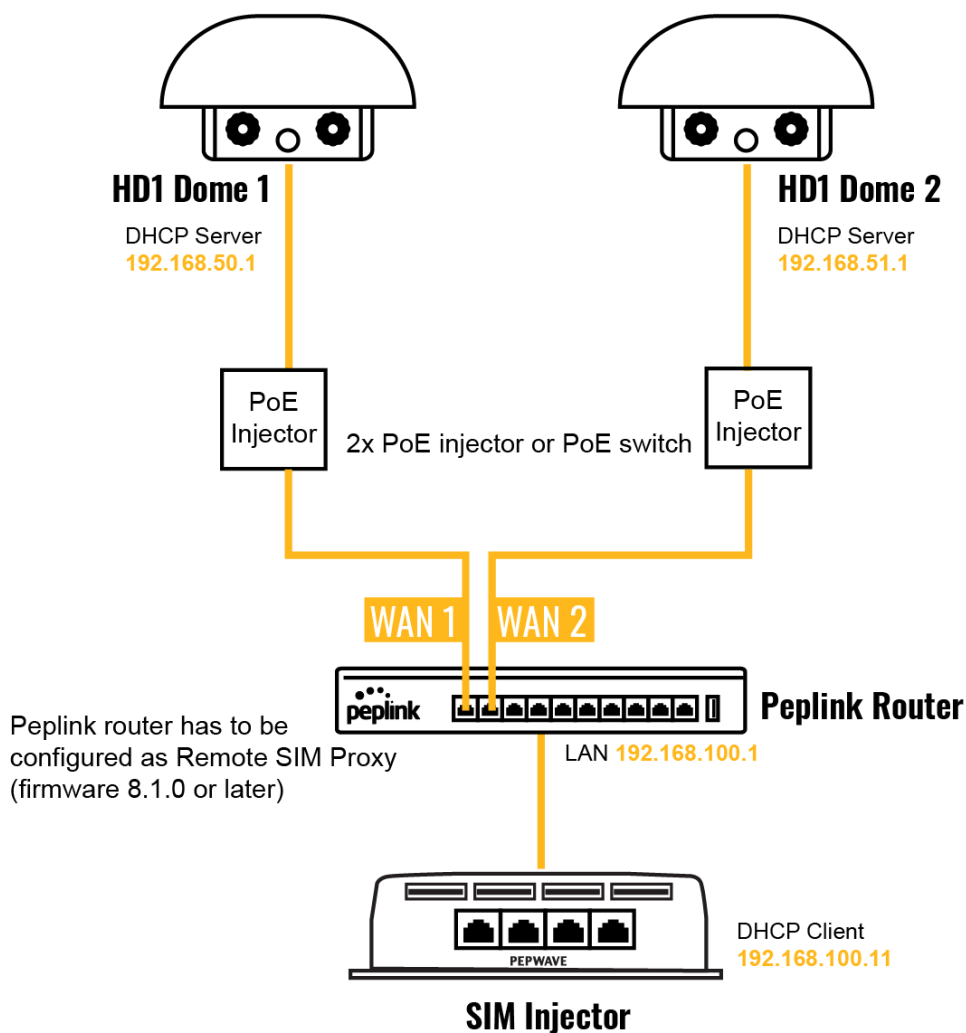 HD1 Dome 1
DHCP Server
192.168.50.1
HD1 Dome 2
DHCP Server
192.168.51.1
PoE
Injector
2x PoE injector or PoE switch
PoE
Injector
WAN 1
WAN 2
peplink
Peplink Router
Peplink router has to be
configured as Remote SIM Proxy
(firmware 8.1.0 or later)
LAN 192.168.100.1
PEPWAVE
DHCP Client
192.168.100.11
SIM Injector